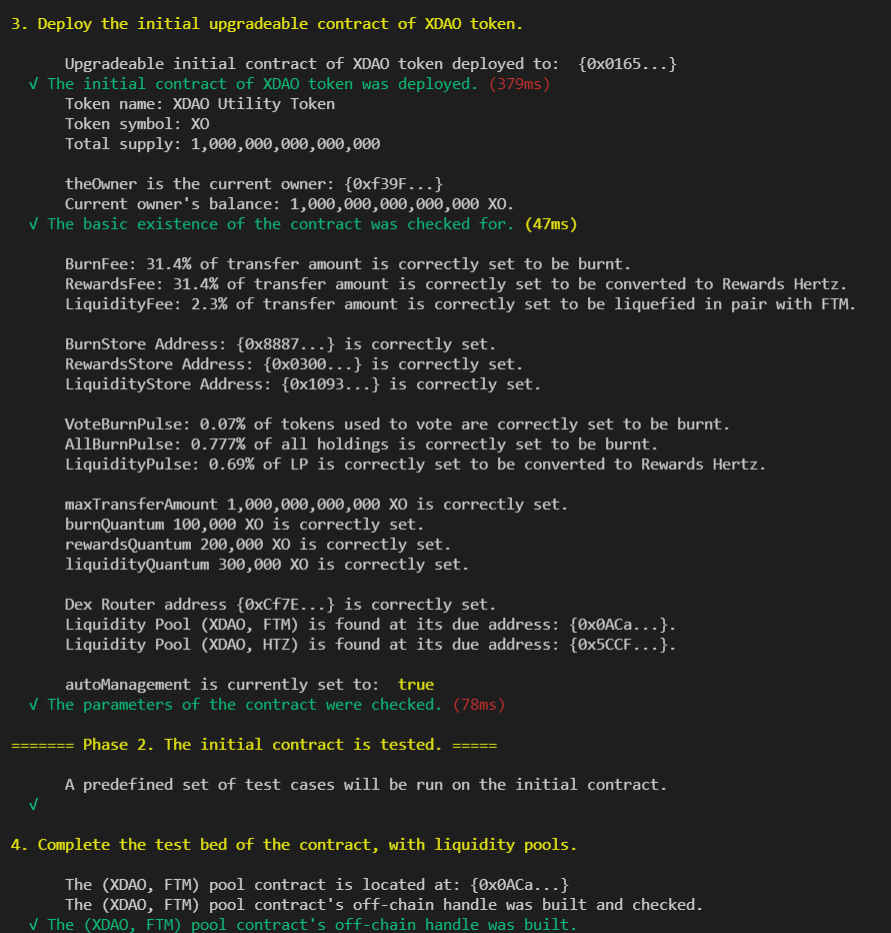 3. Deploy the initial upgradeable contract of XDAO token.
Upgradeable initial contract of XDAO token deployed to:  {0x0165...}
√ The initial contract of XDAO token was deployed. (379ms)
Token name: XDAO Utility Token
Token symbol: XO
Total supply: 1,000,000,000,000,000
theOwner is the current owner: {0xf39F...}
Current owner's balance: 1,000,000,000,000,000 XO.
√ The basic existence of the contract was checked for. (47ms)
BurnFee: 31.4% of transfer amount is correctly set to be burnt.
RewardsFee: 31.4% of transfer amount is correctly set to be converted to Rewards Hertz.
LiquidityFee: 2.3% of transfer amount is correctly set to be liquefied in pair with FTM.
BurnStore Address: {0x8887...} is correctly set.
RewardsStore Address: {0x0300...} is correctly set.
LiquidityStore Address: {0x1093...} is correctly set.
VoteBurnPulse: 0.07% of tokens used to vote are correctly set to be burnt.
AllBurnPulse: 0.777% of all holdings is correctly set to be burnt.
LiquidityPulse: 0.69% of LP is correctly set to be converted to Rewards Hertz.
maxTransferAmount 1,000,000,000,000 XO is correctly set.
burnQuantum 100,000 XO is correctly set.
rewardsQuantum 200,000 XO is correctly set.
liquidityQuantum 300,000 XO is correctly set.
Dex Router address {0xCf7E...} is correctly set.
Liquidity Pool (XDAO, FTM) is found at its due address: {0x0ACa...}.
Liquidity Pool (XDAO, HTZ) is found at its due address: {0x5CCF...}.
autoManagement is currently set to:  true
√ The parameters of the contract were checked. (78ms)
======= Phase 2. The initial contract is tested. =====
A predefined set of test cases will be run on the initial contract.
√
4. Complete the test bed of the contract, with liquidity pools.
The (XDAO, FTM) pool contract is located at: {0x0ACa...}
The (XDAO, FTM) pool contract's off-chain handle was built and checked.
√ The (XDAO, FTM) pool contract's off-chain handle was built.